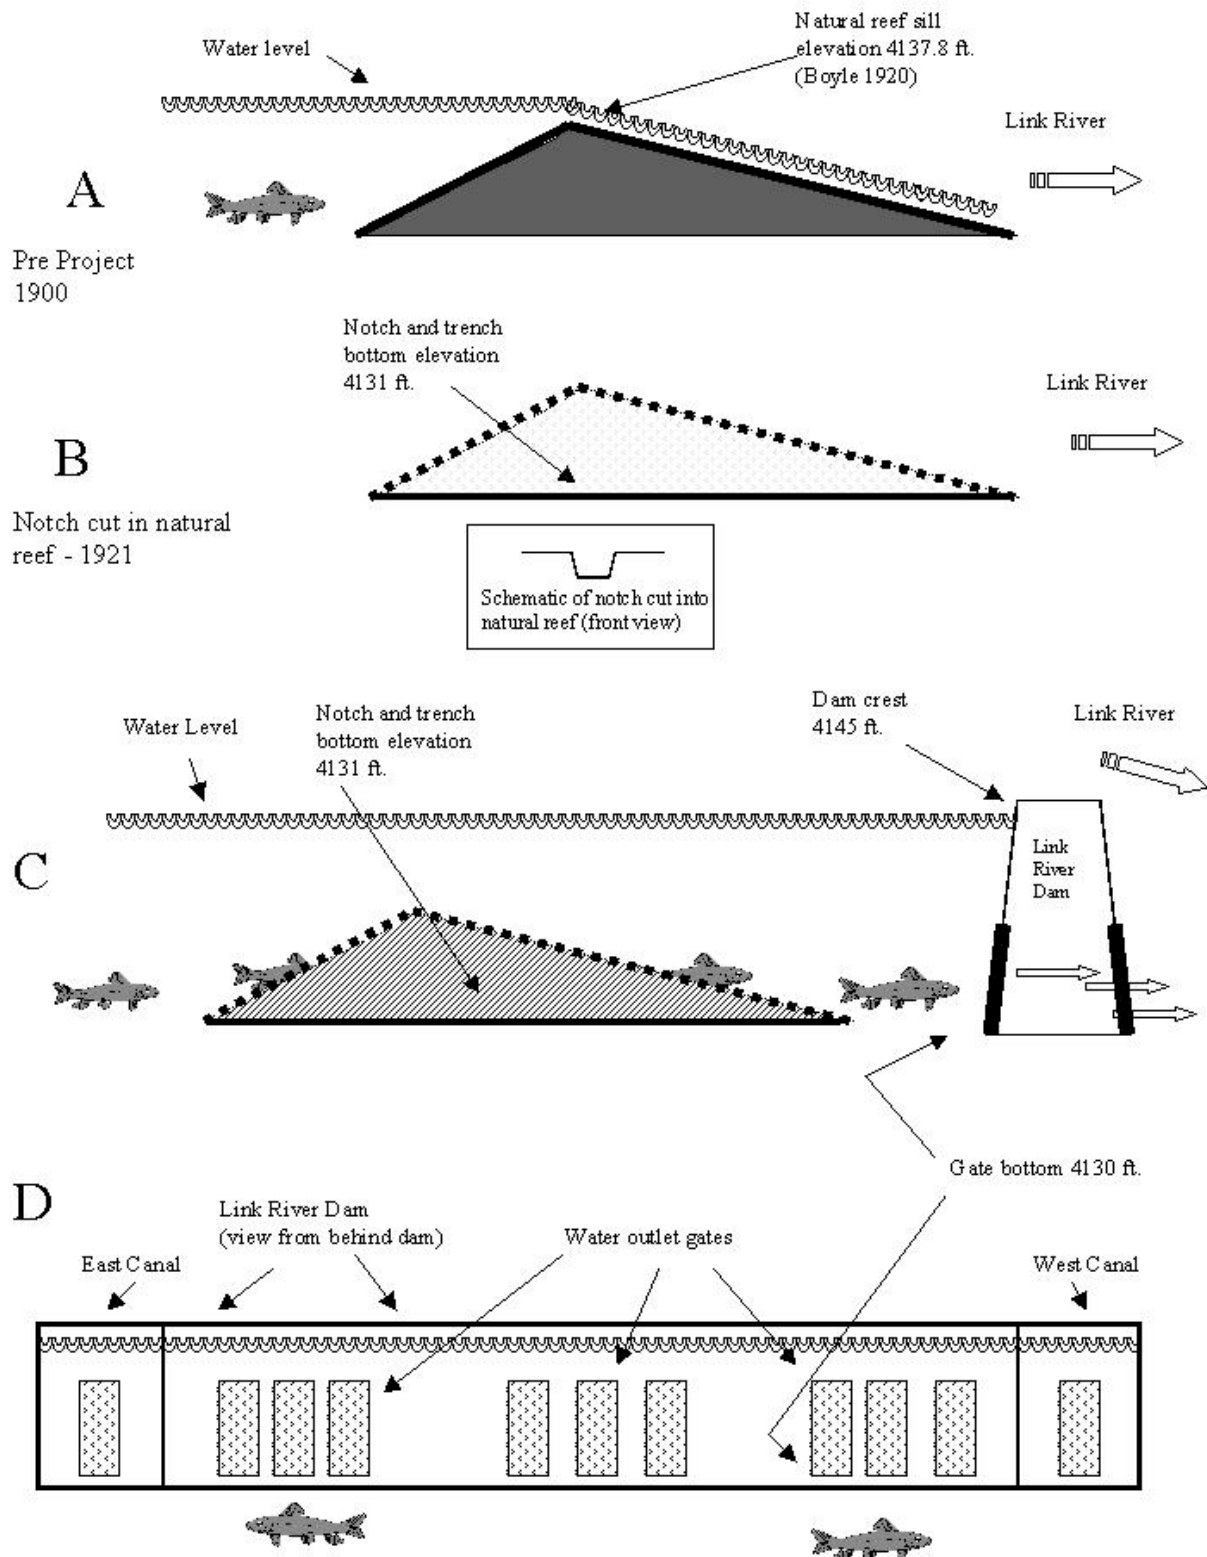 Natural reef sill
elevation 4137.8 ft.
(Boyle 1920)
Water level
Link River
A
Pre Project
1900
Notch and trench
bottom elevation
4131 ft.
Link River
B
Notch cut in natural
reef - 1921
Schematic of notch cut into
natural reef (front view)
Water Level
Notch and trench
bottom elevation
4131 ft.
Dam crest
4145 ft.
Link River
C
Link
River
Dam
Gate bottom 4130 ft.
D
Link River Dam
(view from behind dam)
Water outlet gates
East Canal
West Canal